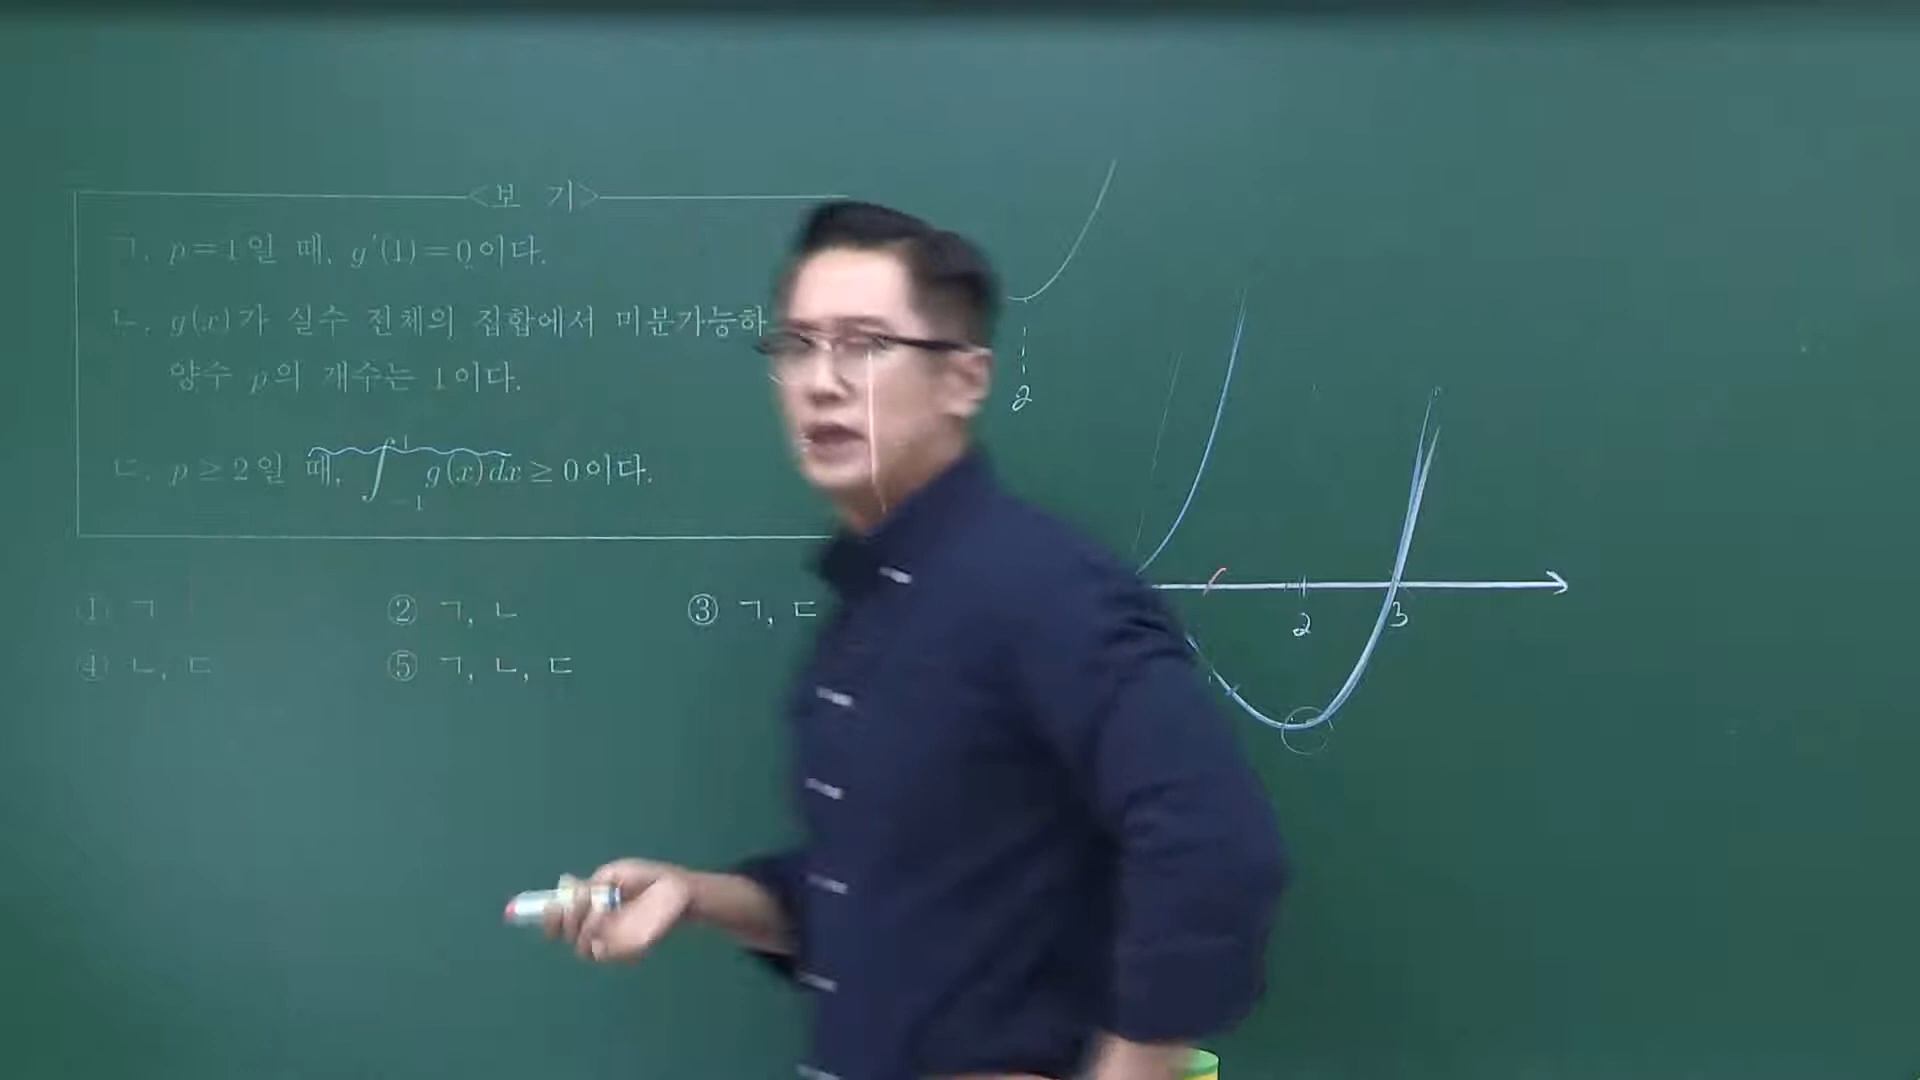 <보 기>
ㄱ. p=1일 때, g′(1)=0이다.
ㄴ. g(x)가 실수 전체의 집합에서 미분가능하
양수 p의 개수는 1이다.
ㄷ. p≥2일 때, ∫₋₁¹ g(x)dx≥0이다.
① ㄱ ② ㄱ, ㄴ ③ ㄱ, ㄷ
④ ㄴ, ㄷ ⑤ ㄱ, ㄴ, ㄷ
2
2 3